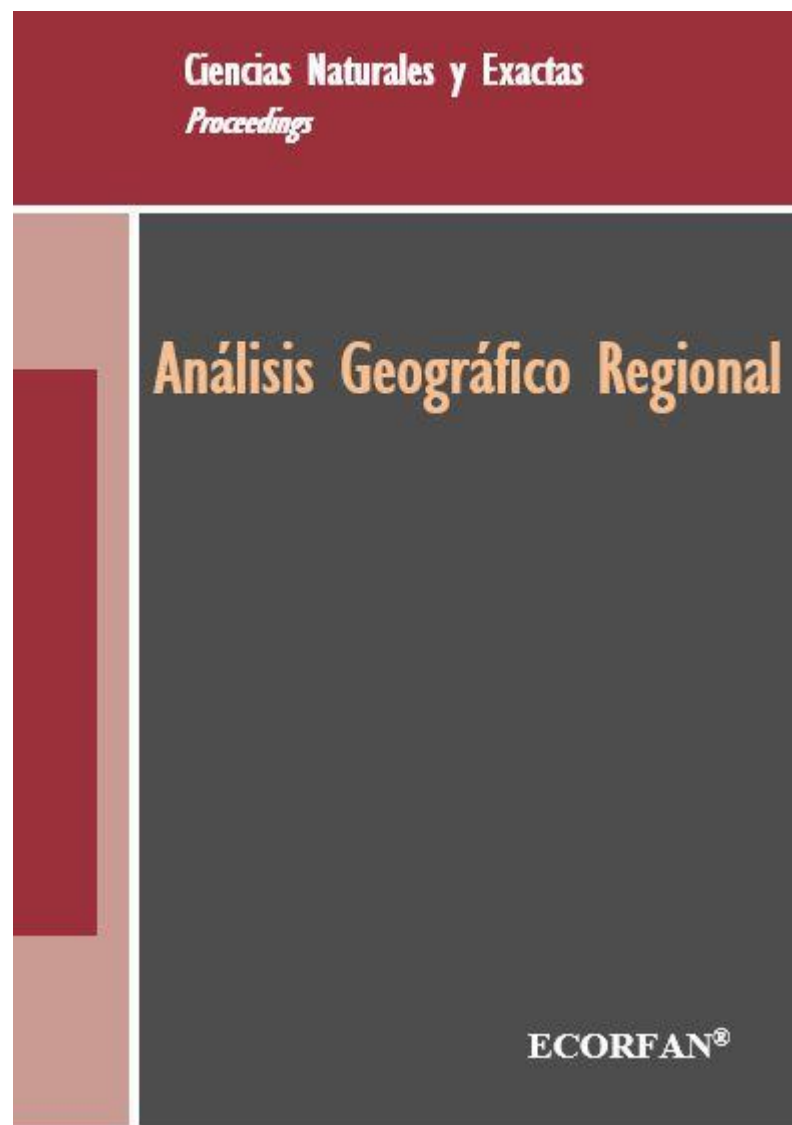 Ciencias Naturales y Exactas
Proceedings
Análisis Geográfico Regional
ECORFAN®